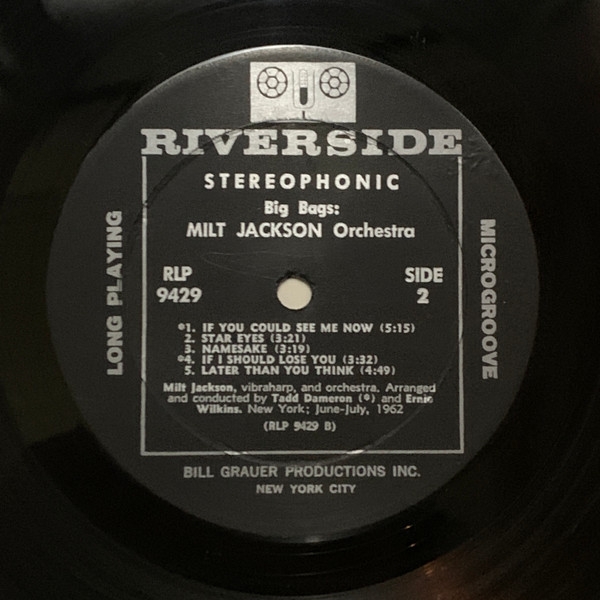 RIVERSIDE
STEREOPHONIC
Big Bags:
MILT JACKSON Orchestra
RLP
9429
SIDE
2
LONG PLAYING
MICROGROOVE
*1. IF YOU COULD SEE ME NOW (5:15)
2. STAR EYES (3:21)
3. NAMESAKE (3:19)
*4. IF I SHOULD LOSE YOU (3:32)
5. LATER THAN YOU THINK (4:49)
Milt Jackson, vibraharp, and orchestra. Arranged
and conducted by Tadd Dameron (*) and Ernie
Wilkins. New York; June-July, 1962
(RLP 9429 B)
BILL GRAUER PRODUCTIONS INC.
NEW YORK CITY